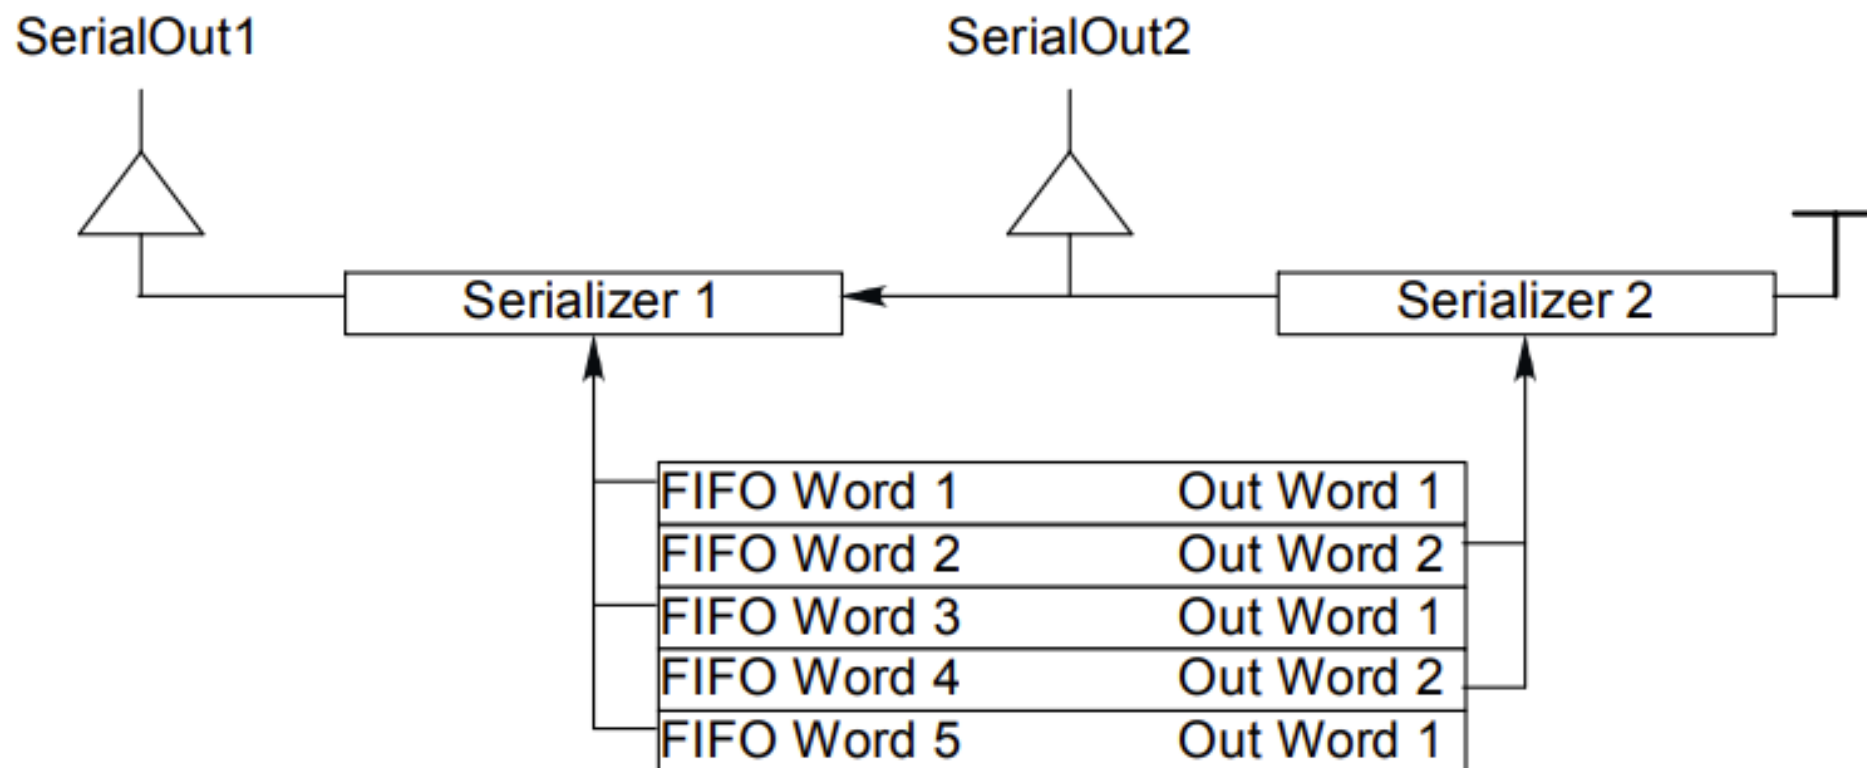 SerialOut1 SerialOut2
Serializer 1 Serializer 2
FIFO Word 1 Out Word 1
FIFO Word 2 Out Word 2
FIFO Word 3 Out Word 1
FIFO Word 4 Out Word 2
FIFO Word 5 Out Word 1